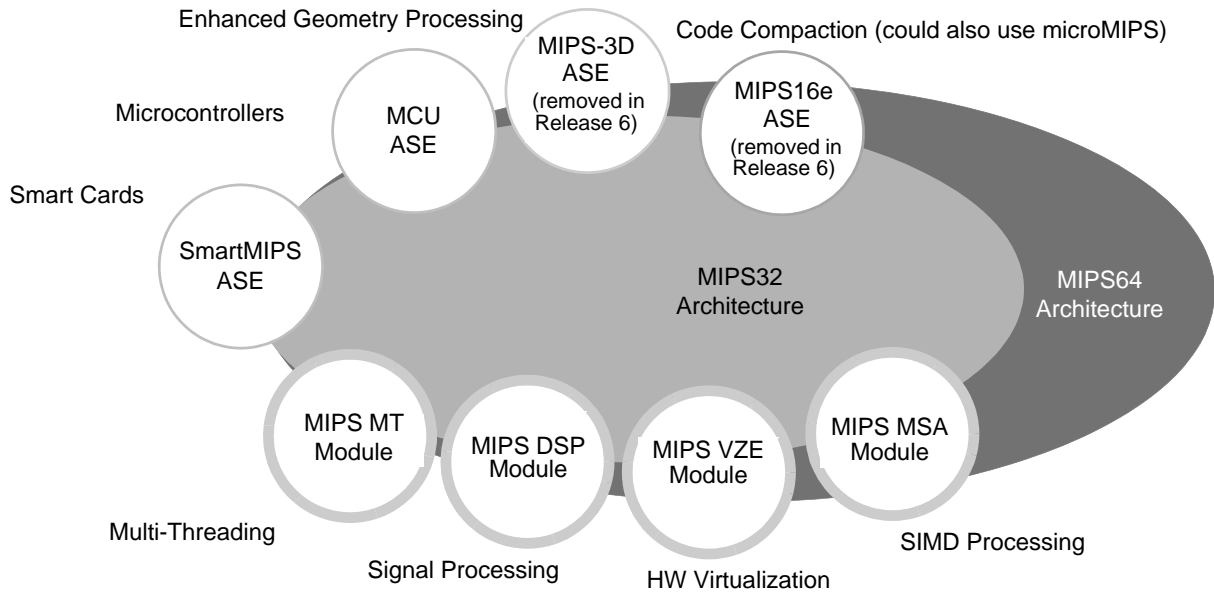 Enhanced Geometry Processing
MIPS-3D
ASE
(removed in
Release 6)
Code Compaction (could also use microMIPS)
MIPS16e
ASE
(removed in
Release 6)
Microcontrollers
MCU
ASE
Smart Cards
SmartMIPS
ASE
MIPS32
Architecture
MIPS64
Architecture
MIPS MT
Module
MIPS DSP
Module
MIPS VZE
Module
MIPS MSA
Module
Multi-Threading
Signal Processing
HW Virtualization
SIMD Processing